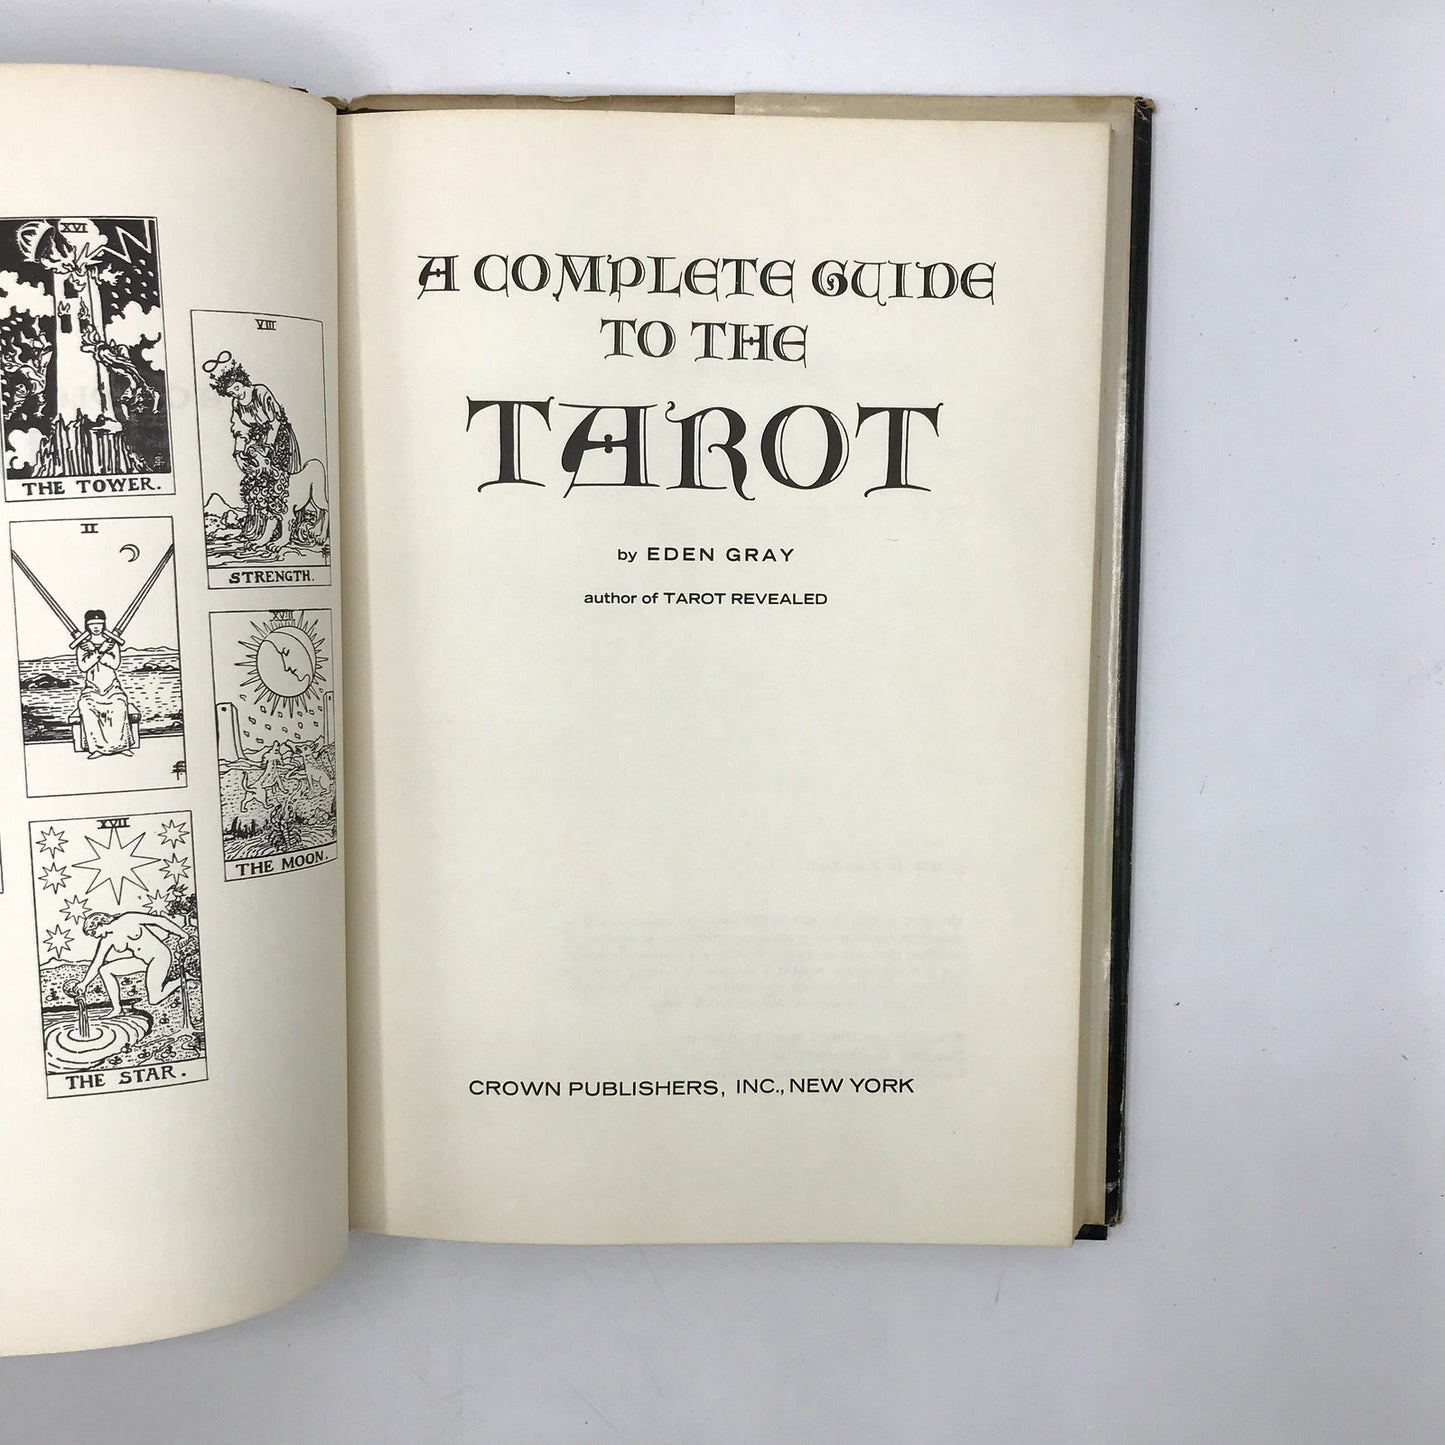 XVI
THE TOWER.
VIII
STRENGTH.
II
XVIII
THE MOON.
XVII
THE STAR.
A COMPLETE GUIDE
TO THE
TAROT
by EDEN GRAY
author of TAROT REVEALED
CROWN PUBLISHERS, INC., NEW YORK